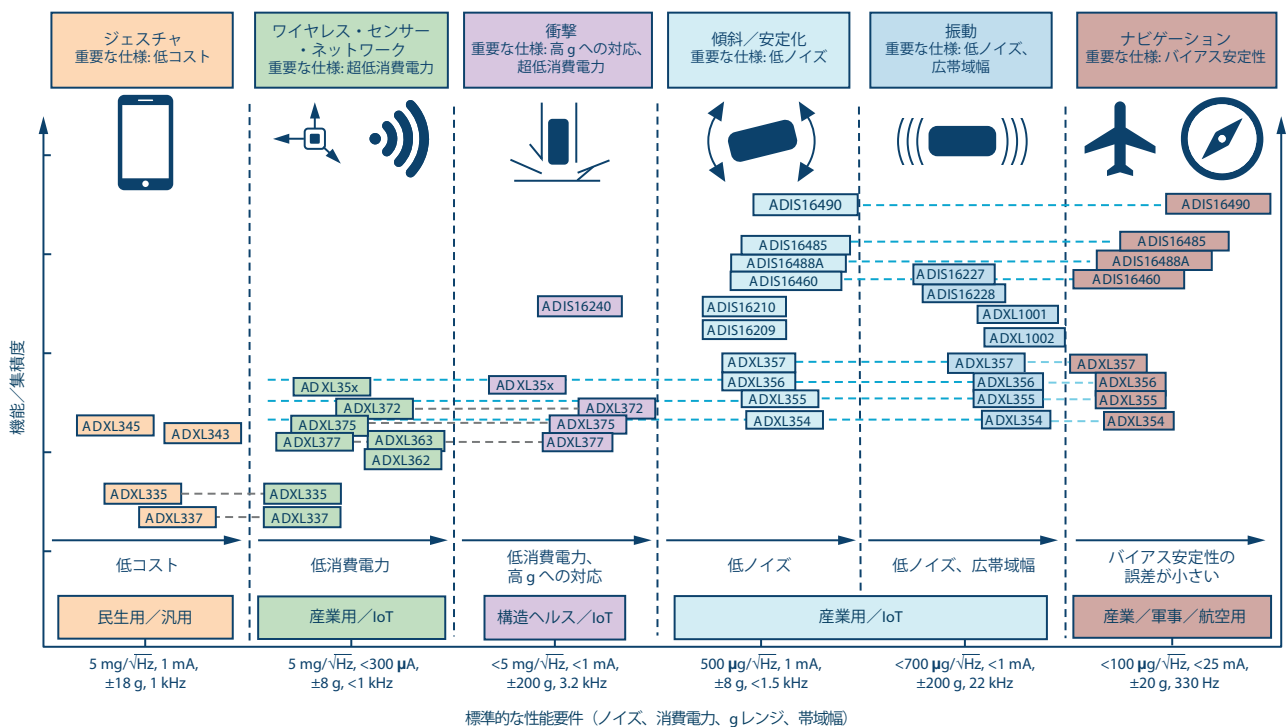 ジェスチャ
重要な仕様: 低コスト
ワイヤレス・センサー
・ネットワーク
重要な仕様: 超低消費電力
衝撃
重要な仕様: 高 g への対応、
超低消費電力
傾斜／安定化
重要な仕様: 低ノイズ
振動
重要な仕様: 低ノイズ、
広帯域幅
ナビゲーション
重要な仕様: バイアス安定性
機能／集積度
ADXL345
ADXL343
ADXL335
ADXL337
ADXL35x
ADXL372
ADXL375
ADXL377
ADXL363
ADXL362
ADXL335
ADXL337
ADIS16240
ADXL35x
ADXL372
ADXL375
ADXL377
ADIS16490
ADIS16485
ADIS16488A
ADIS16460
ADIS16210
ADIS16209
ADXL357
ADXL356
ADXL355
ADXL354
ADIS16227
ADIS16228
ADXL1001
ADXL1002
ADXL357
ADXL356
ADXL355
ADXL354
ADIS16490
ADIS16485
ADIS16488A
ADIS16460
ADXL357
ADXL356
ADXL355
ADXL354
低コスト
低消費電力
低消費電力、
高 g への対応
低ノイズ
低ノイズ、広帯域幅
バイアス安定性の
誤差が小さい
民生用／汎用
産業用／IoT
構造ヘルス／IoT
産業用／IoT
産業／軍事／航空用
5 mg/√Hz, 1 mA,
±18 g, 1 kHz
5 mg/√Hz, <300 µA,
±8 g, <1 kHz
<5 mg/√Hz, <1 mA,
±200 g, 3.2 kHz
500 µg/√Hz, 1 mA,
±8 g, <1.5 kHz
<700 µg/√Hz, <1 mA,
±200 g, 22 kHz
<100 µg/√Hz, <25 mA,
±20 g, 330 Hz
標準的な性能要件（ノイズ、消費電力、g レンジ、帯域幅）